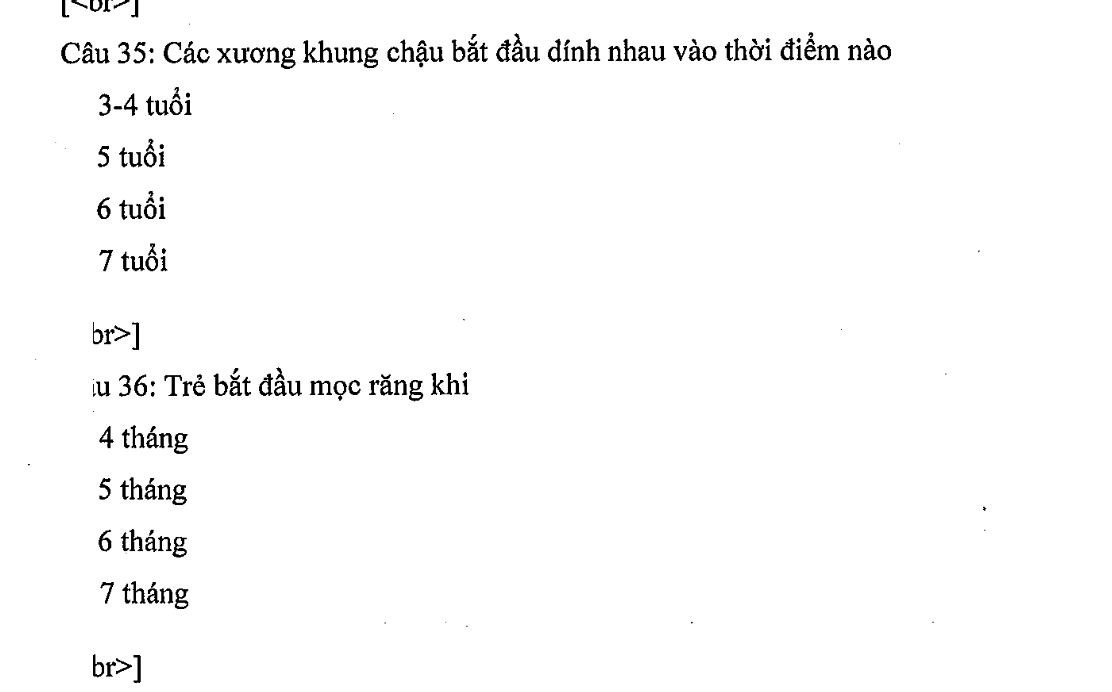 [<br>]
Câu 35: Các xương khung chậu bắt đầu dính nhau vào thời điểm nào
3-4 tuổi
5 tuổi
6 tuổi
7 tuổi
br>]
u 36: Trẻ bắt đầu mọc răng khi
4 tháng
5 tháng
6 tháng
7 tháng
br>]